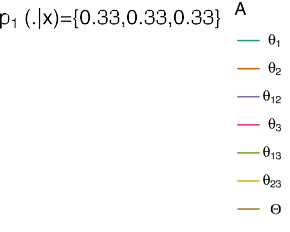 p₁ (.|x)={0.33,0.33,0.33}
A
θ₁
θ₂
θ₁₂
θ₃
θ₁₃
θ₂₃
Θ